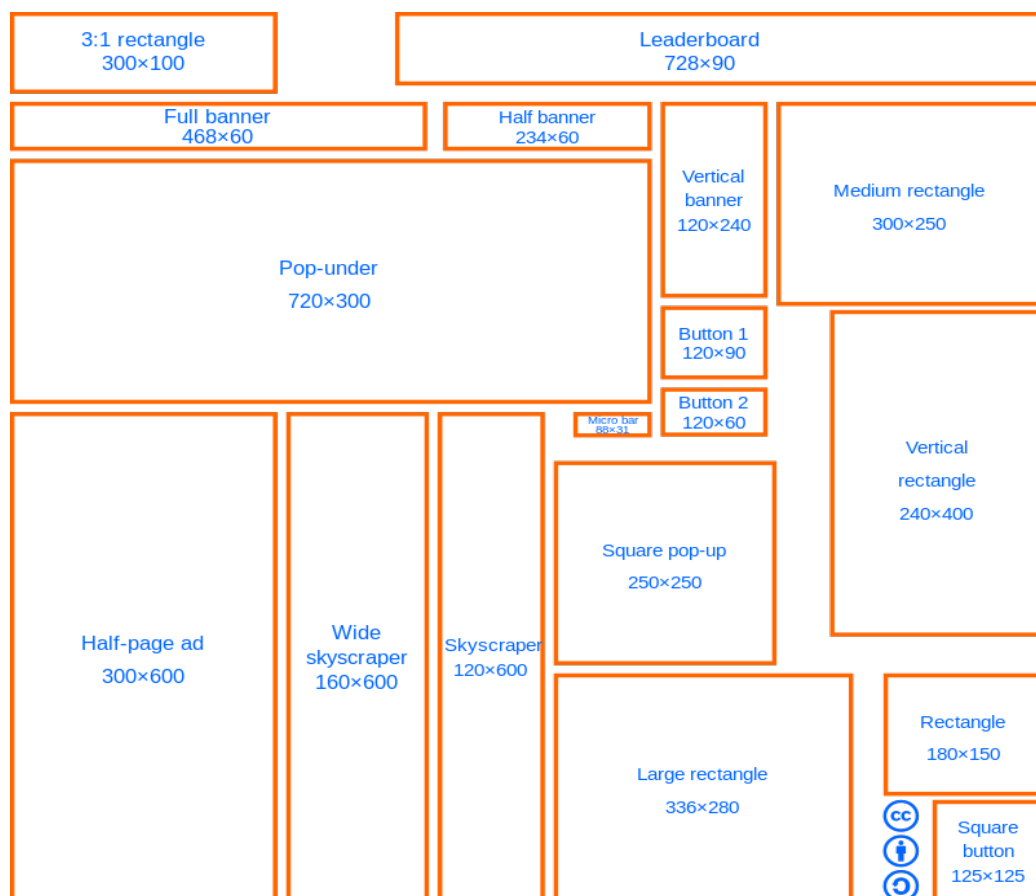 3:1 rectangle
300×100
Leaderboard
728×90
Full banner
468×60
Half banner
234×60
Vertical
banner
120×240
Medium rectangle
300×250
Pop-under
720×300
Button 1
120×90
Button 2
120×60
Micro bar
88×31
Vertical
rectangle
240×400
Square pop-up
250×250
Half-page ad
300×600
Wide
skyscraper
160×600
Skyscraper
120×600
Large rectangle
336×280
Rectangle
180×150
cc
Square
button
125×125